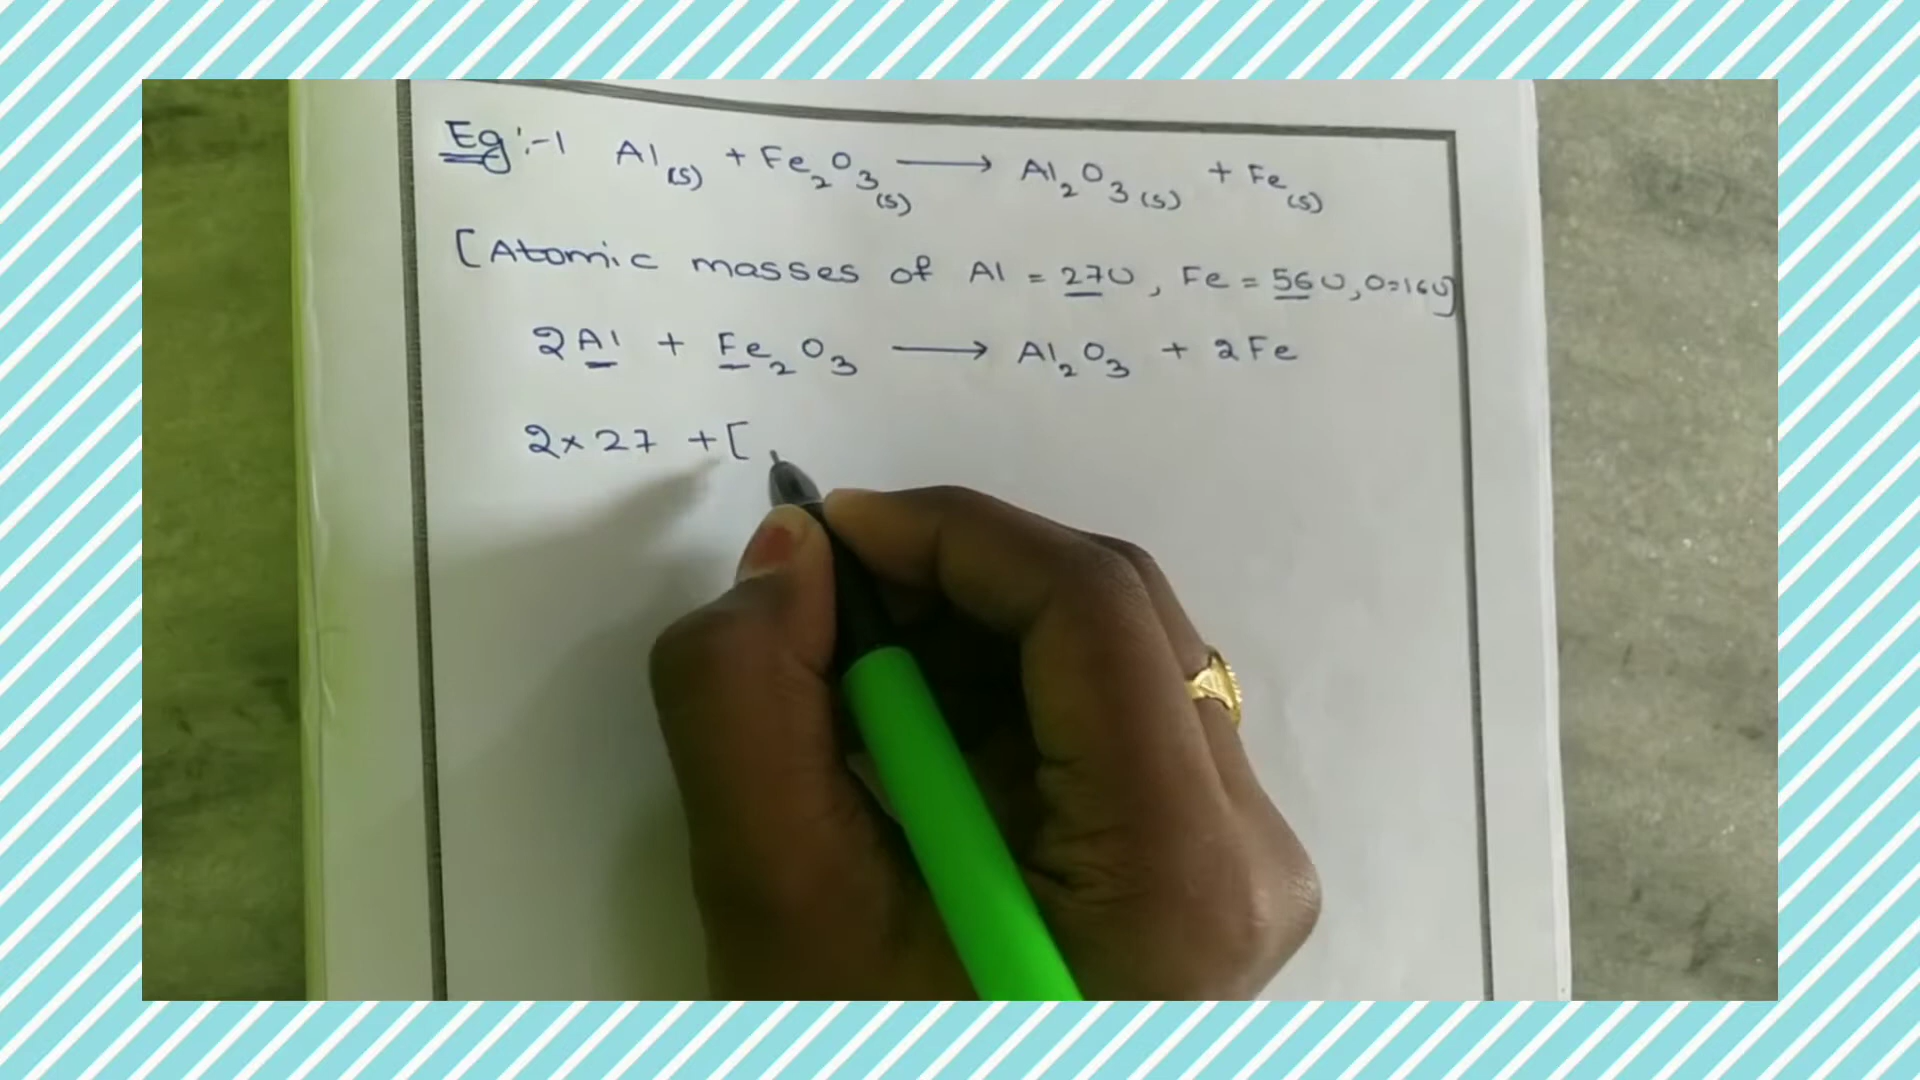 Eg:-1 Al(s) + Fe2O3(s) ⟶ Al2O3(s) + Fe(s)
[Atomic masses of Al = 27U, Fe = 56U, O=16U]
2Al + Fe2O3 ⟶ Al2O3 + 2Fe
2×27 + [